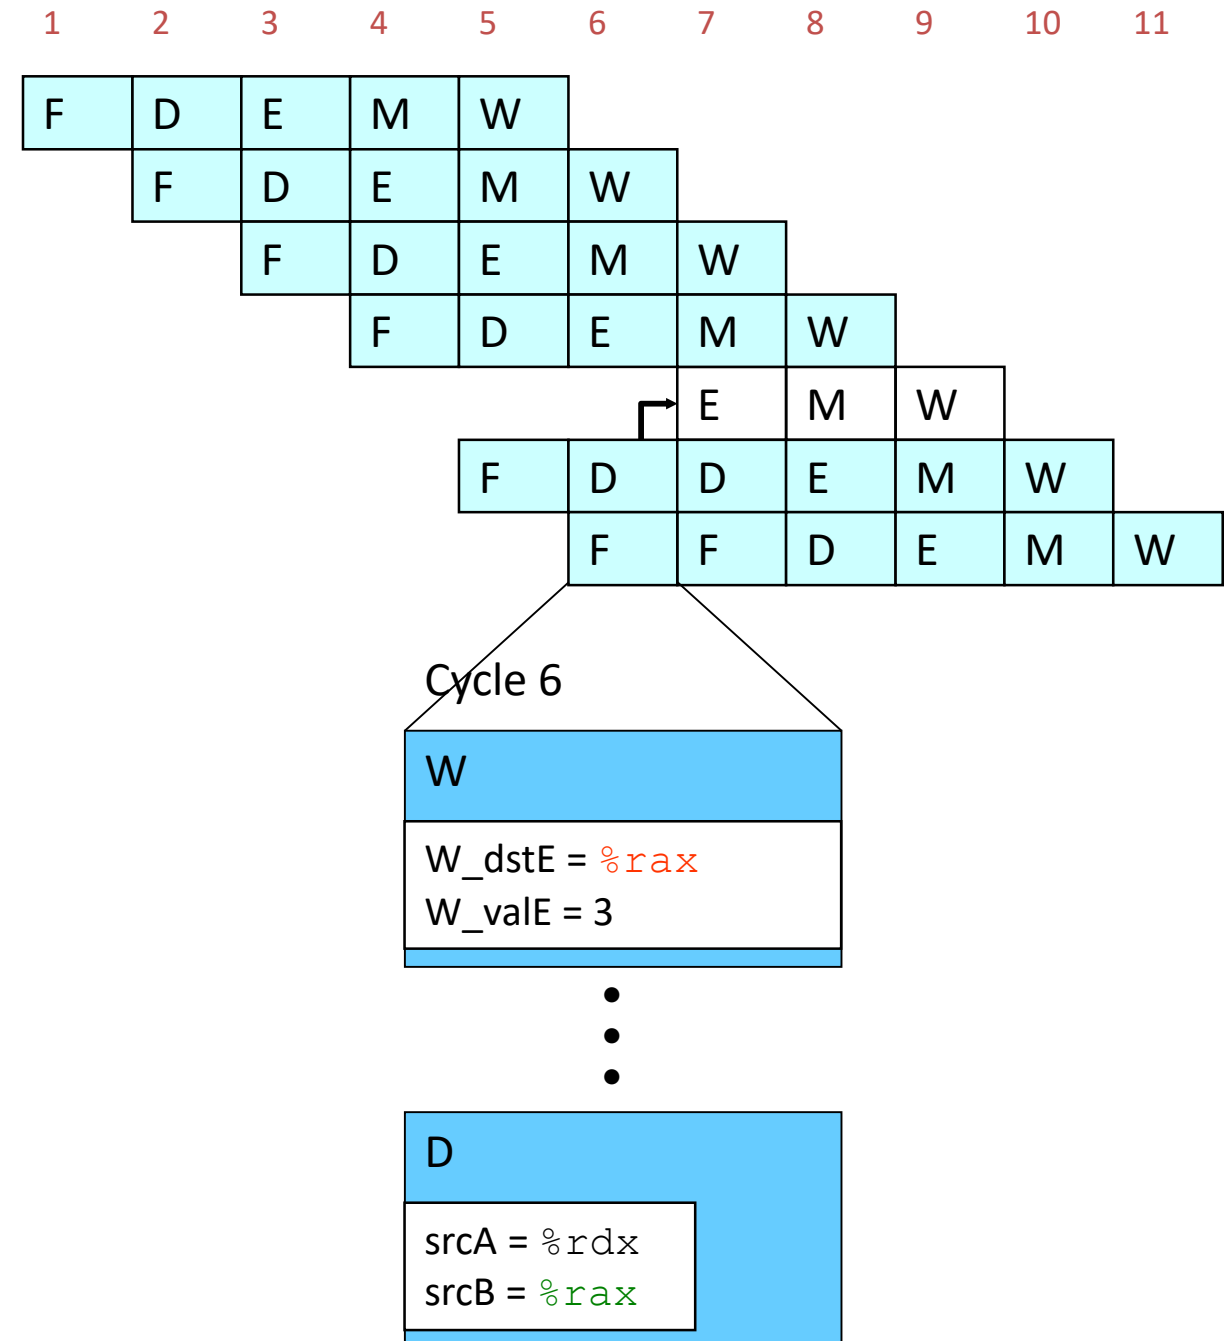 1 2 3 4 5 6 7 8 9 10 11
F D E M W
F D E M W
F D E M W
F D E M W
E M W
F D D E M W
F F D E M W
Cycle 6
W
W_dstE = %rax
W_valE = 3
D
srcA = %rdx
srcB = %rax